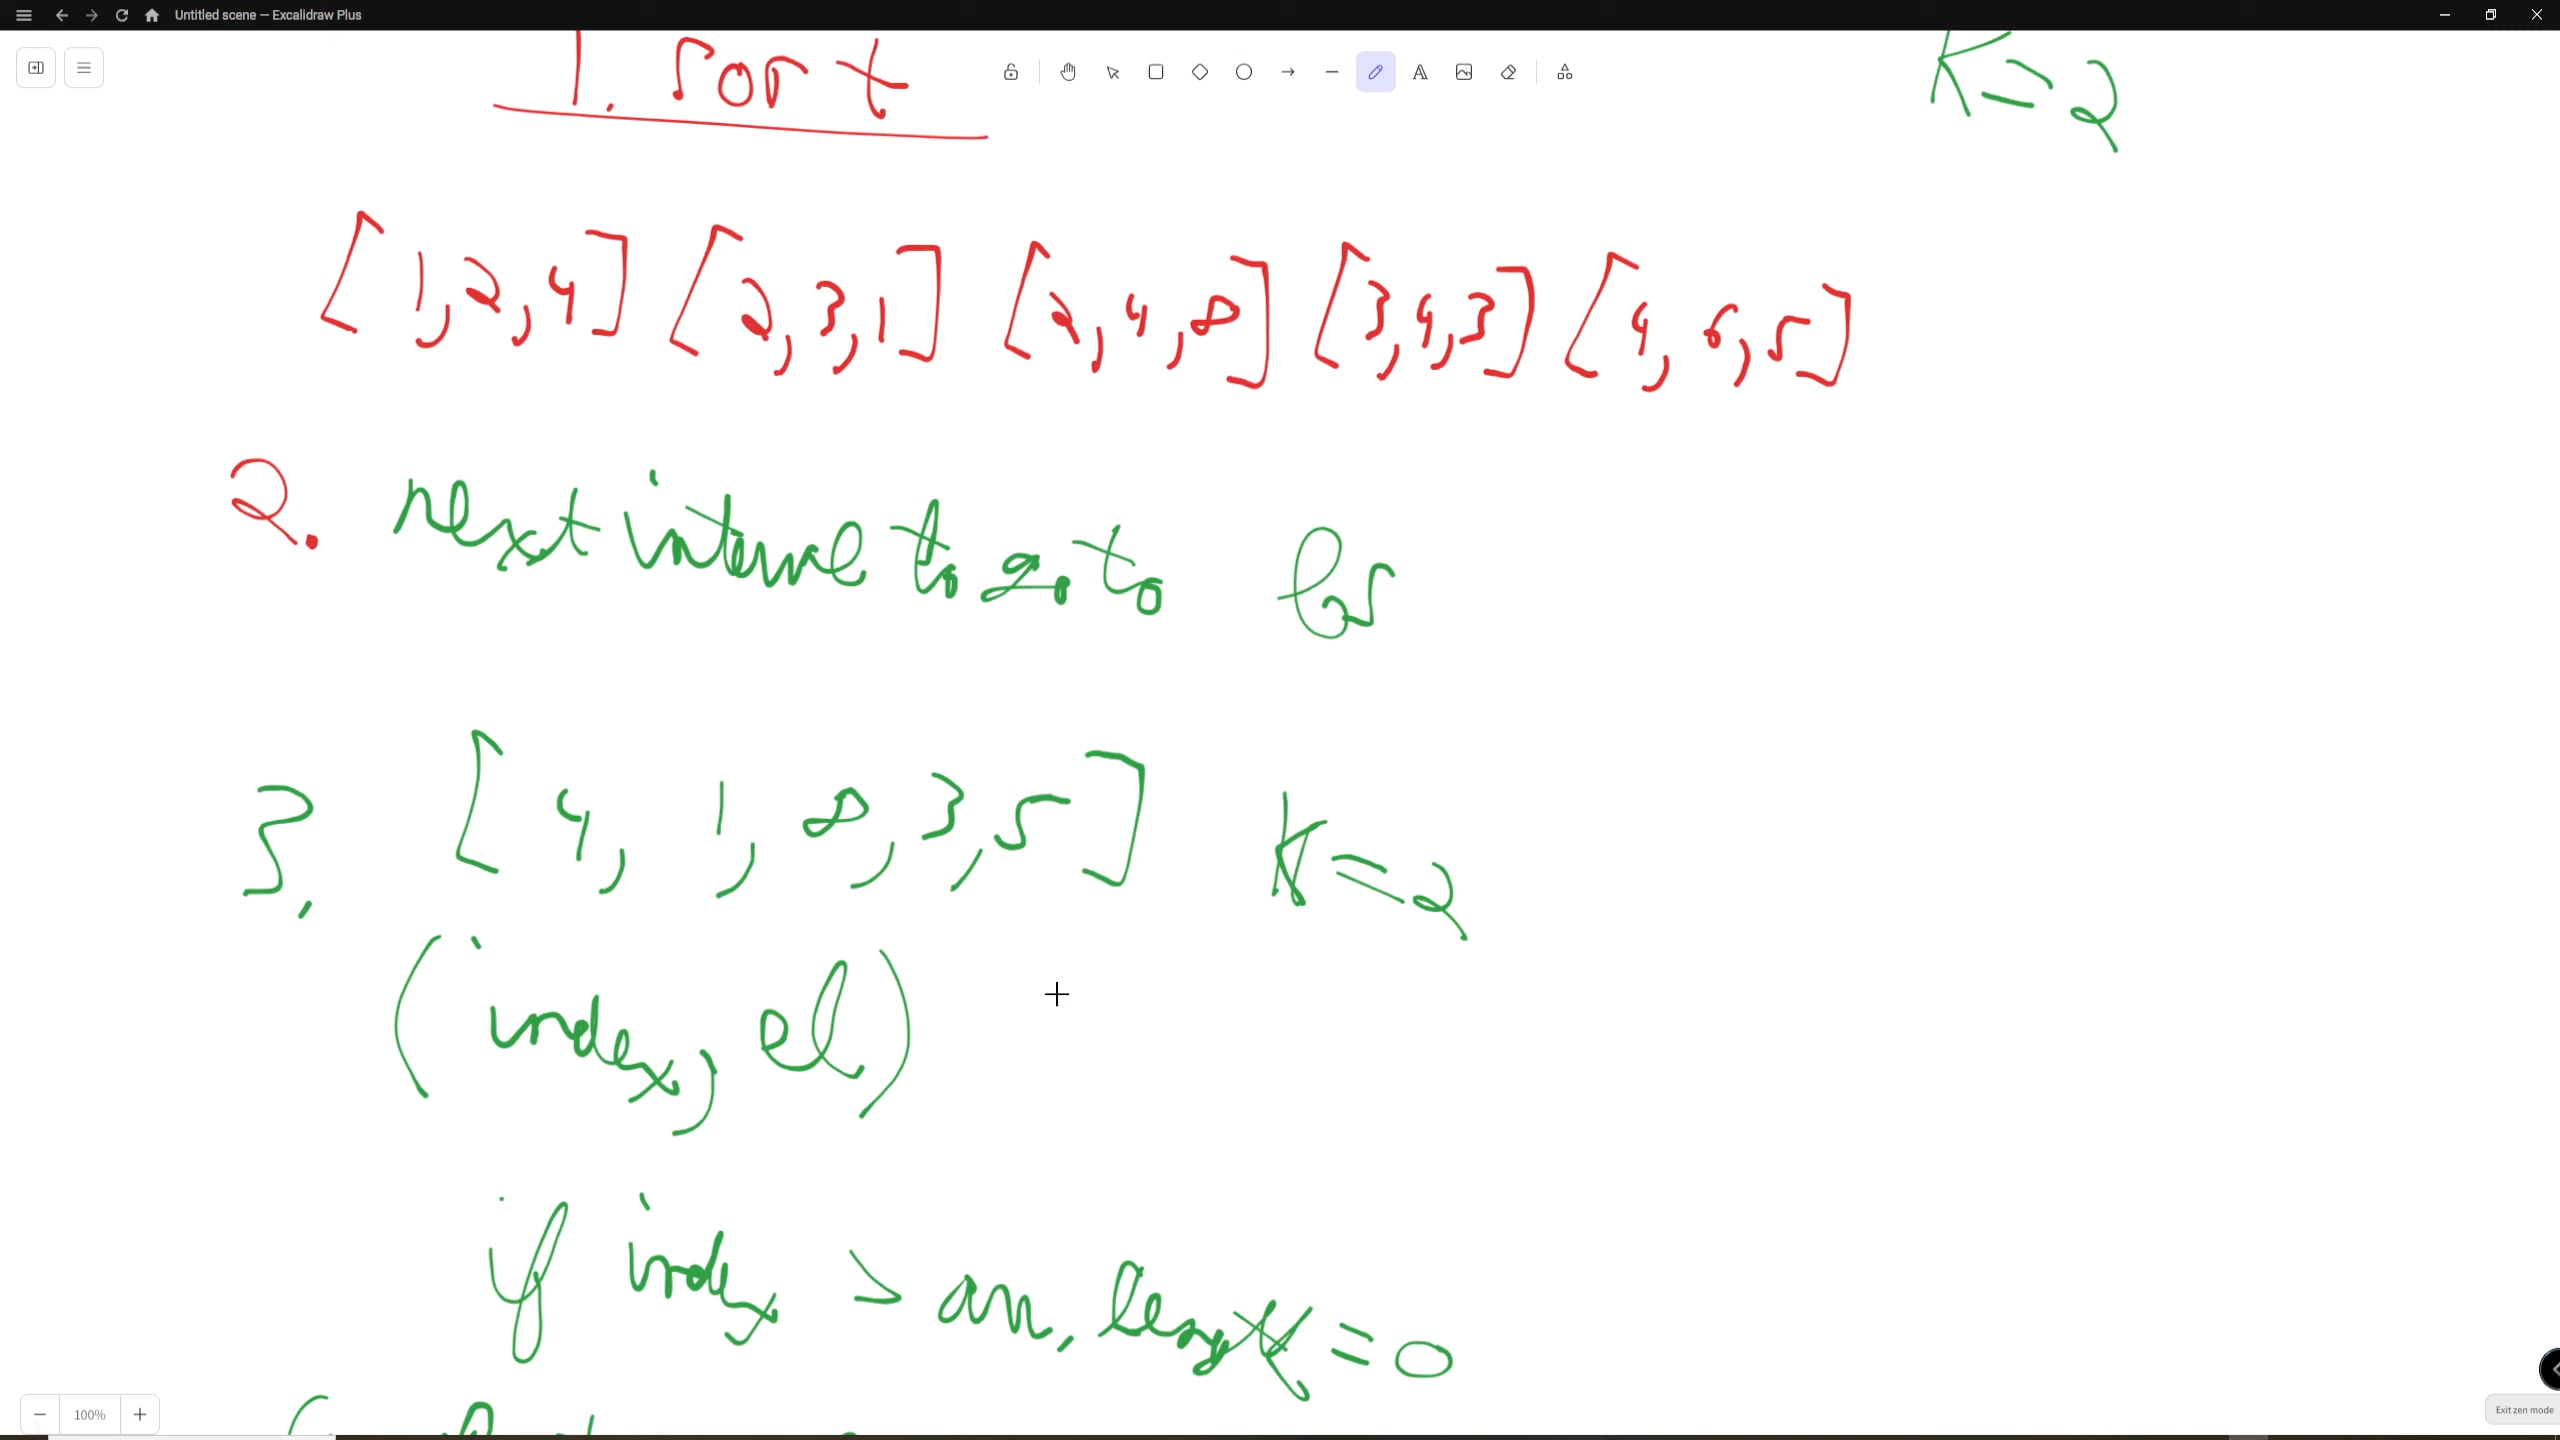 Untitled scene — Excalidraw Plus
1. Sort
K=2
[1,2,4] [2,3,1] [2,4,8] [3,4,3] [4,6,5]
2. next interval to go to for
3. [4, 1, 8, 3, 5] K=2
(index, el)
if index > arr.length = 0
100%
Exit zen mode